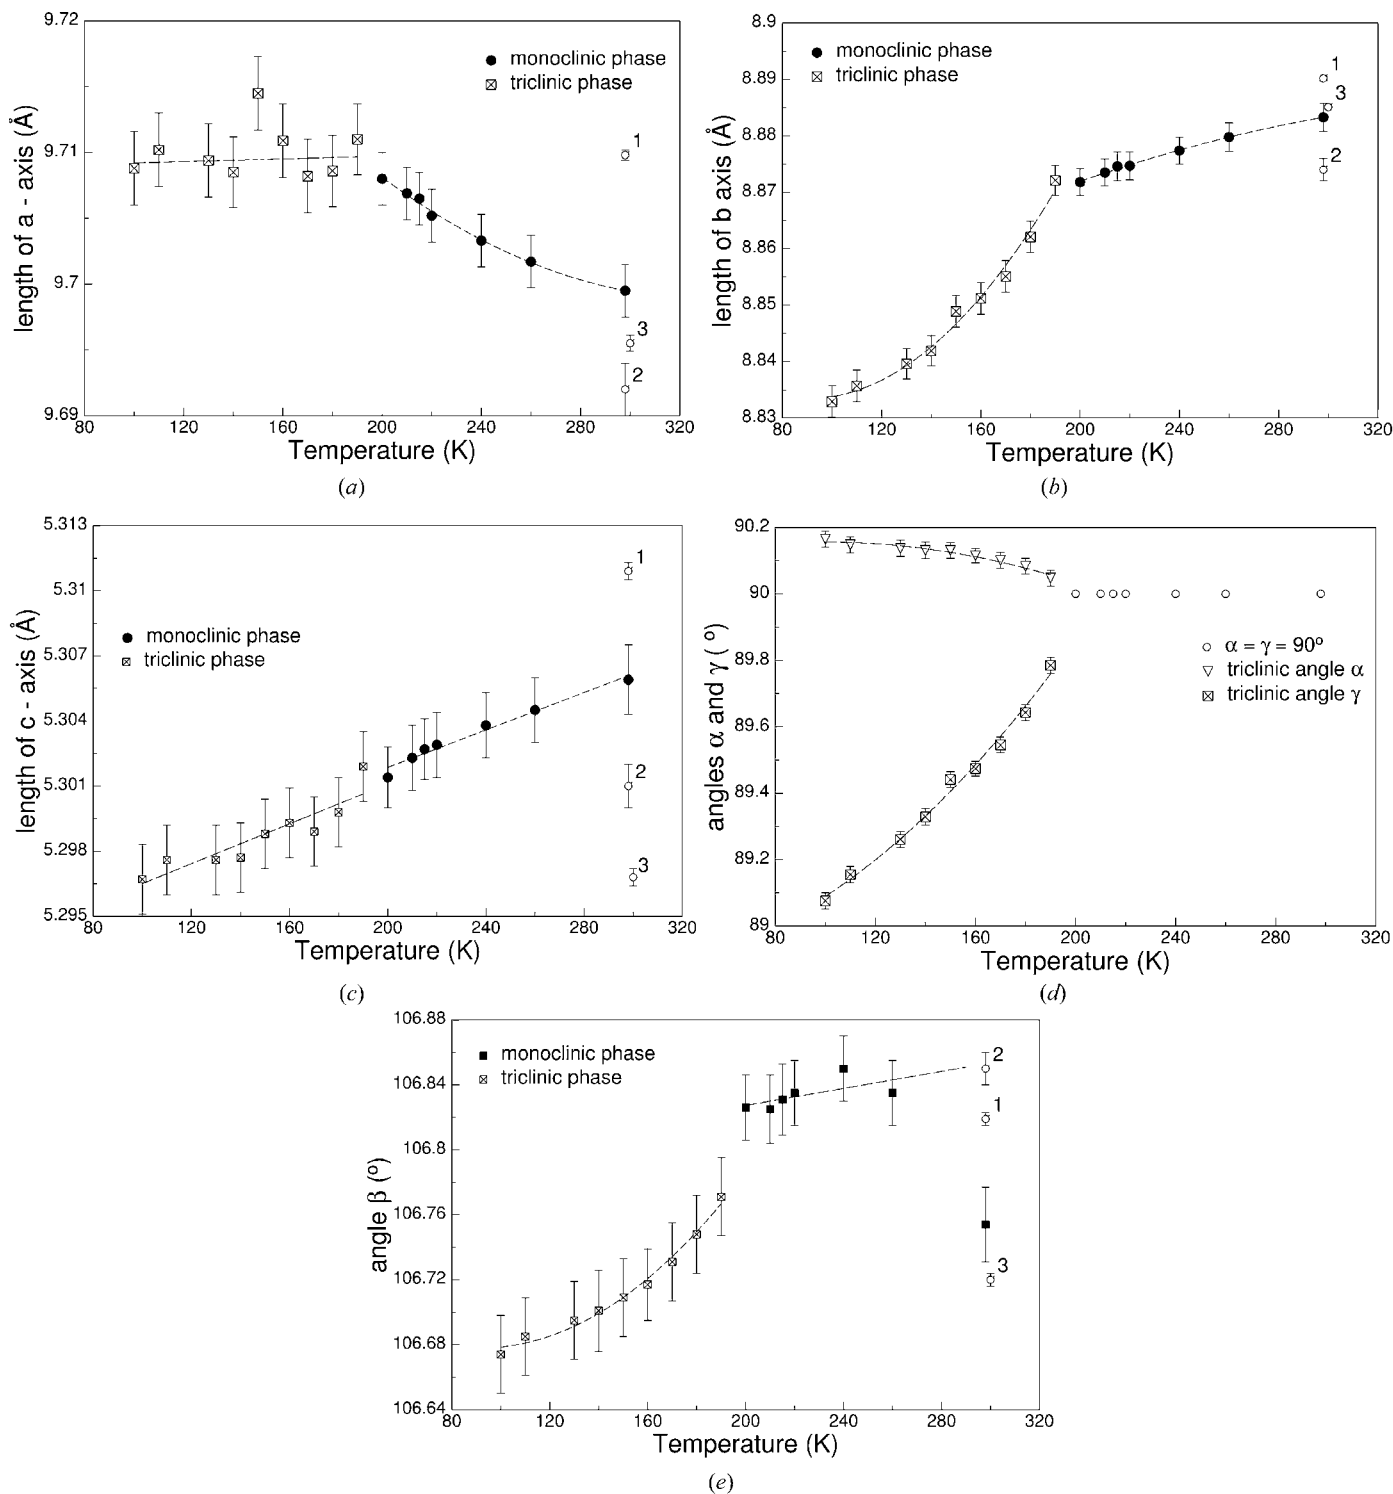 9.72
9.71
9.7
9.69
length of a - axis (Å)
monoclinic phase
triclinic phase
1
3
2
80 120 160 200 240 280 320
Temperature (K)
(a)
8.9
8.89
8.88
8.87
8.86
8.85
8.84
8.83
length of b axis (Å)
monoclinic phase
triclinic phase
1
3
2
80 120 160 200 240 280 320
Temperature (K)
(b)
5.313
5.31
5.307
5.304
5.301
5.298
5.295
length of c - axis (Å)
monoclinic phase
triclinic phase
1
2
3
80 120 160 200 240 280 320
Temperature (K)
(c)
90.2
90
89.8
89.6
89.4
89.2
89
angles α and γ ( º)
α = γ = 90º
triclinic angle α
triclinic angle γ
80 120 160 200 240 280 320
Temperature (K)
(d)
106.88
106.84
106.8
106.76
106.72
106.68
106.64
angle β (º)
monoclinic phase
triclinic phase
2
1
3
80 120 160 200 240 280 320
Temperature (K)
(e)